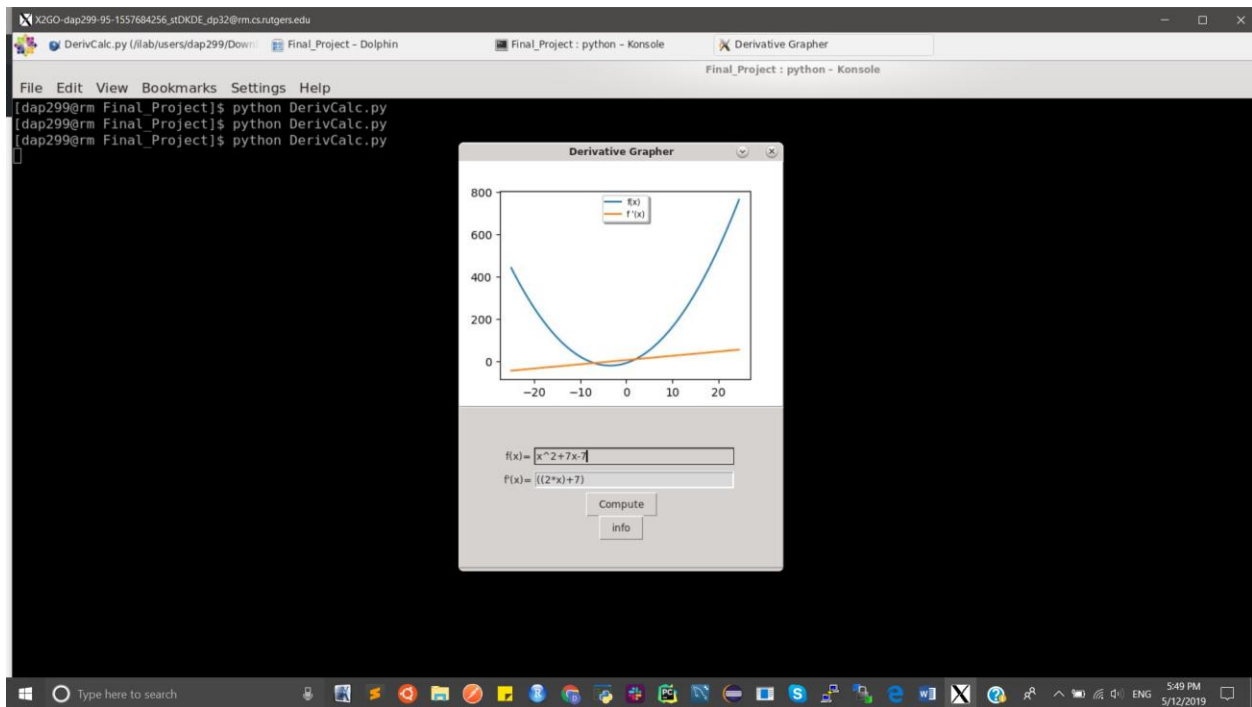 X2GO-dap299-95-1557684256_stDKDE_dp32@rm.cs.rutgers.edu
DerivCalc.py (/ilab/users/dap299/Down
Final_Project - Dolphin
Final_Project : python - Konsole
Derivative Grapher
Final_Project : python - Konsole
File Edit View Bookmarks Settings Help
[dap299@rm Final_Project]$ python DerivCalc.py
[dap299@rm Final_Project]$ python DerivCalc.py
[dap299@rm Final_Project]$ python DerivCalc.py
Derivative Grapher
800
600
400
200
0
f(x)
f'(x)
−20 −10 0 10 20
f(x)= x^2+7x-7
f'(x)= ((2*x)+7)
Compute
info
Type here to search
ENG
5:49 PM
5/12/2019